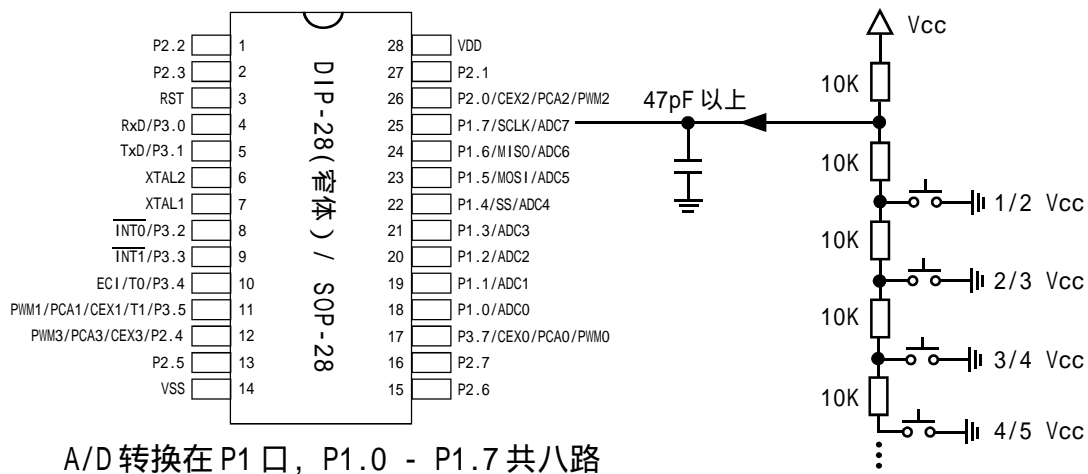 P2.2 1
P2.3 2
RST 3
RxD/P3.0 4
TxD/P3.1 5
XTAL2 6
XTAL1 7
INT0/P3.2 8
INT1/P3.3 9
ECI/T0/P3.4 10
PWM1/PCA1/CEX1/T1/P3.5 11
PWM3/PCA3/CEX3/P2.4 12
P2.5 13
VSS 14
DIP-28(窄体) / SOP-28
28 VDD
27 P2.1
26 P2.0/CEX2/PCA2/PWM2
25 P1.7/SCLK/ADC7
24 P1.6/MISO/ADC6
23 P1.5/MOSI/ADC5
22 P1.4/SS/ADC4
21 P1.3/ADC3
20 P1.2/ADC2
19 P1.1/ADC1
18 P1.0/ADC0
17 P3.7/CEX0/PCA0/PWM0
16 P2.7
15 P2.6
47pF 以上
Vcc
10K
10K
1/2 Vcc
10K
2/3 Vcc
10K
3/4 Vcc
10K
4/5 Vcc
A/D 转换在 P1 口, P1.0 - P1.7 共八路